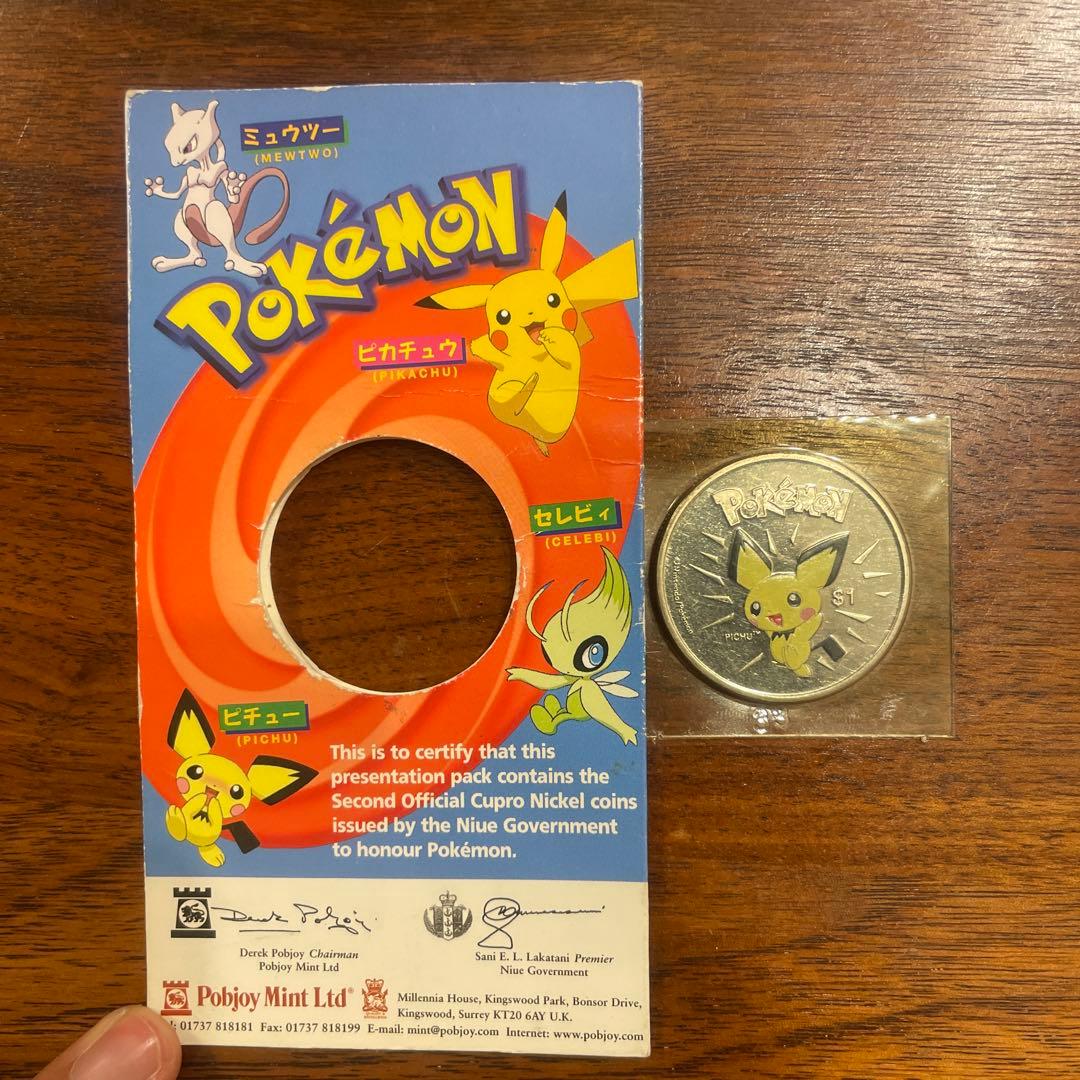 ミュウツー
(MEWTWO)
POKéMON
ピカチュウ
(PIKACHU)
セレビィ
(CELEBI)
ピチュー
(PICHU)
This is to certify that this
presentation pack contains the
Second Official Cupro Nickel coins
issued by the Niue Government
to honour Pokémon.
Derek Pobjoy
Derek Pobjoy Chairman
Pobjoy Mint Ltd
Sani E. L. Lakatani Premier
Niue Government
Pobjoy Mint Ltd®
Millennia House, Kingswood Park, Bonsor Drive,
Kingswood, Surrey KT20 6AY U.K.
: 01737 818181 Fax: 01737 818199 E-mail: mint@pobjoy.com Internet: www.pobjoy.com
POKéMON
$1
PICHU™